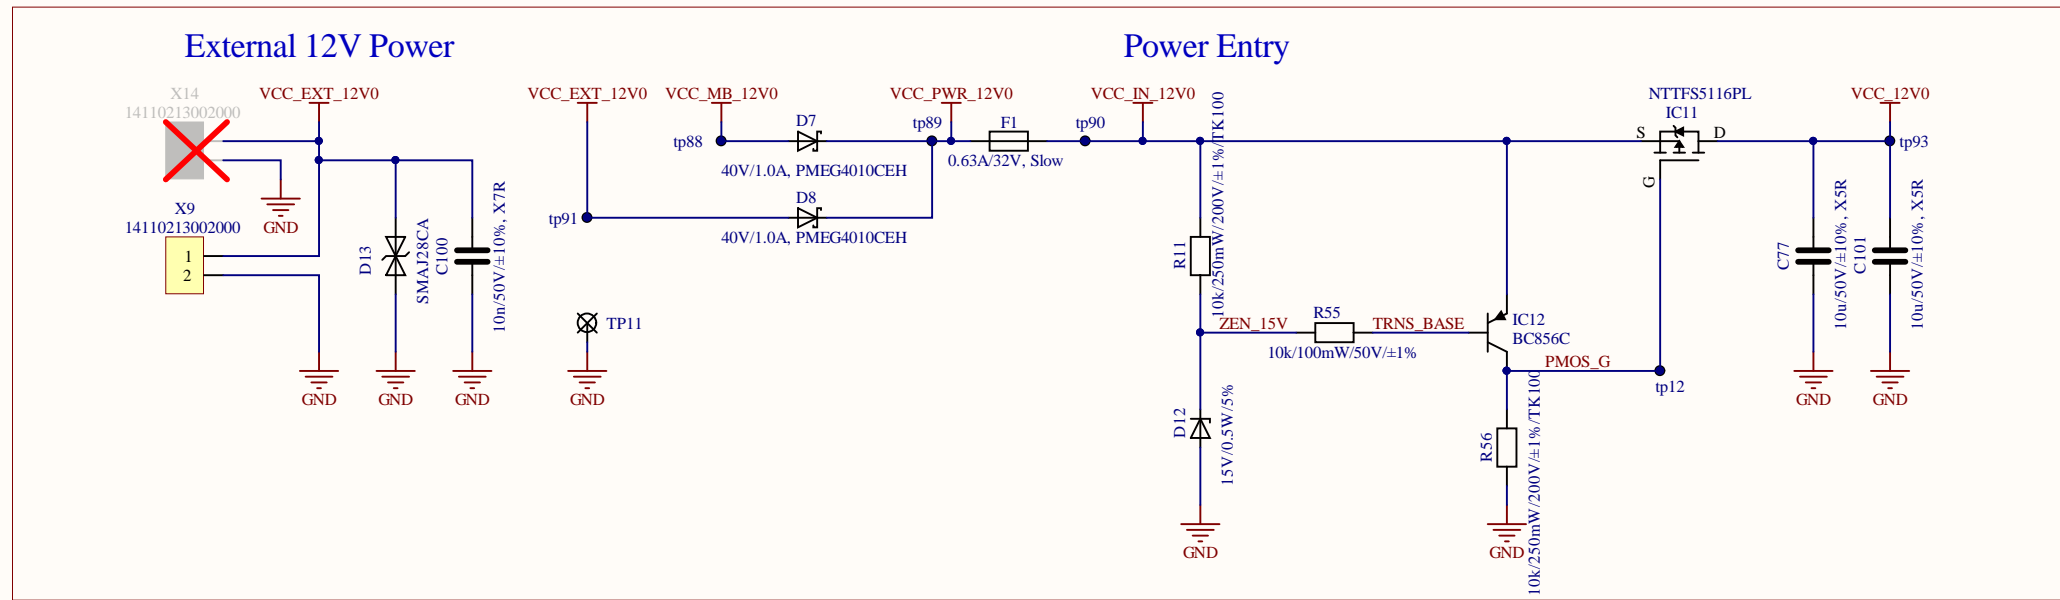 External 12V Power
Power Entry
X14
14110213002000
VCC_EXT_12V0
VCC_EXT_12V0
VCC_MB_12V0
VCC_PWR_12V0
VCC_IN_12V0
NTTFS5116PL
IC11
VCC_12V0
S
D
G
tp88
D7
40V/1.0A, PMEG4010CEH
tp89
F1
0.63A/32V, Slow
tp90
tp93
GND
X9
14110213002000
1
2
D13
SMAJ28CA
C100
10n/50V/±10%, X7R
tp91
D8
40V/1.0A, PMEG4010CEH
R11
10k/250mW/200V/±1%/TK100
C77
10u/50V/±10%, X5R
C101
10u/50V/±10%, X5R
TP11
ZEN_15V
R55
10k/100mW/50V/±1%
TRNS_BASE
IC12
BC856C
PMOS_G
tp12
GND
GND
GND
GND
GND
GND
D12
15V/0.5W/5%
R56
10k/250mW/200V/±1%/TK100
GND
GND